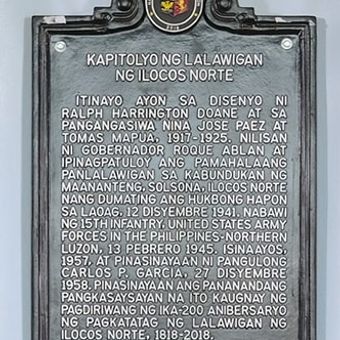 KAPITOLYO NG LALAWIGAN
NG ILOCOS NORTE
ITINAYO AYON SA DISENYO NI
RALPH HARRINGTON DOANE AT SA
PANGANGASIWA NINA JOSE PAEZ AT
TOMAS MAPUA, 1917-1925. NILISAN
NI GOBERNADOR ROQUE ABLAN AT
IPINAGPATULOY ANG PAMAHALAANG
PANLALAWIGAN SA KABUNDUKAN NG
MAANANTENG, SOLSONA, ILOCOS NORTE
NANG DUMATING ANG HUKBONG HAPON
SA LAOAG, 12 DISYEMBRE 1941. NABAWI
NG 15TH INFANTRY, UNITED STATES ARMY
FORCES IN THE PHILIPPINES-NORTHERN
LUZON, 13 PEBRERO 1945. ISINAAYOS,
1957, AT PINASINAYAAN NI PANGULONG
CARLOS P. GARCIA, 27 DISYEMBRE
1958. PINASINAYAAN ANG PANANDANG
PANGKASAYSAYAN NA ITO KAUGNAY NG
PAGDIRIWANG NG IKA-200 ANIBERSARYO
NG PAGKATATAG NG LALAWIGAN NG
ILOCOS NORTE, 1818-2018.